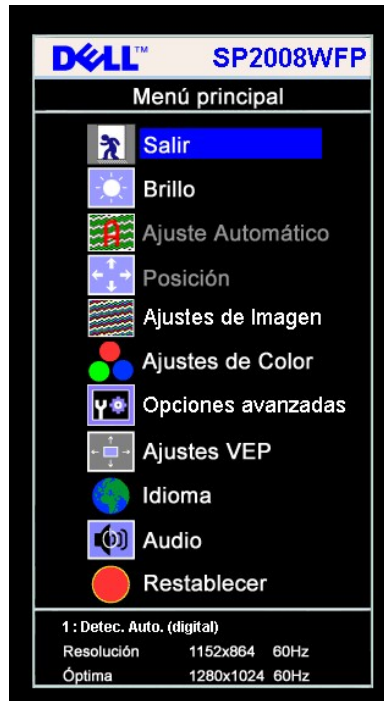 DELL™ SP2008WFP
Menú principal
Salir
Brillo
Ajuste Automático
Posición
Ajustes de Imagen
Ajustes de Color
Opciones avanzadas
Ajustes VEP
Idioma
Audio
Restablecer
1 : Detec. Auto. (digital)
Resolución 1152x864 60Hz
Óptima 1280x1024 60Hz